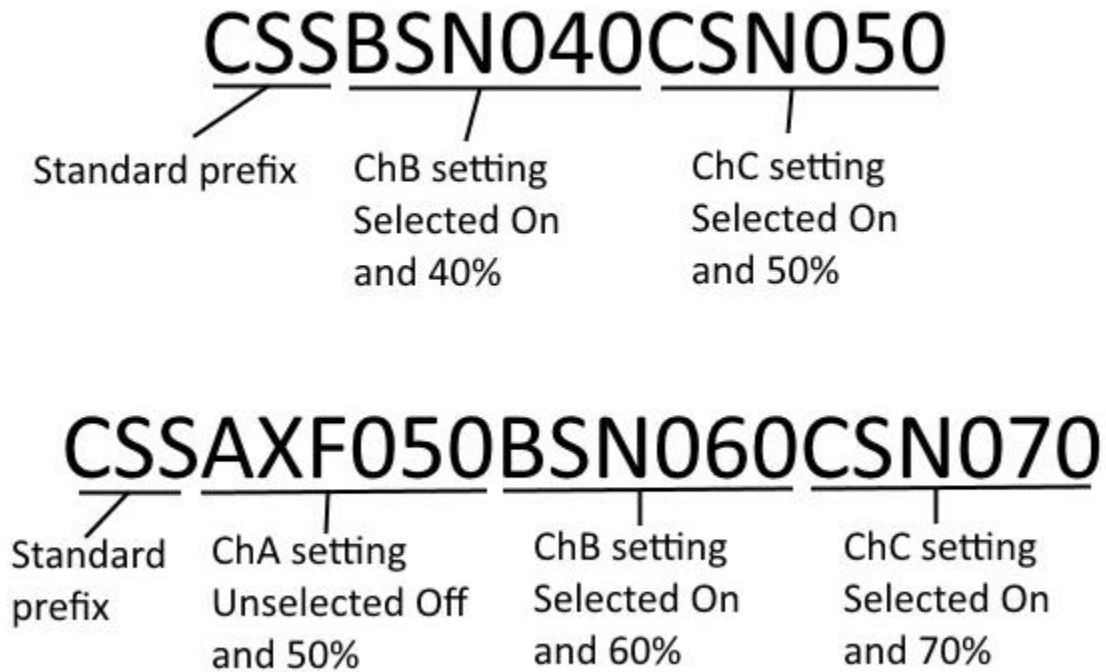 CSSBSN040CSN050
Standard prefix
ChB setting
Selected On
and 40%
ChC setting
Selected On
and 50%
CSSAXF050BSN060CSN070
Standard
prefix
ChA setting
Unselected Off
and 50%
ChB setting
Selected On
and 60%
ChC setting
Selected On
and 70%